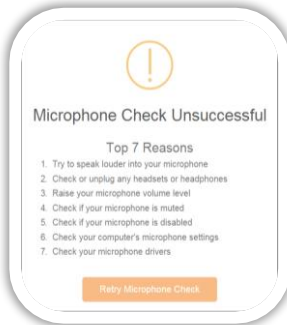 Microphone Check Unsuccessful
Top 7 Reasons
1. Try to speak louder into your microphone
2. Check or unplug any headsets or headphones
3. Raise your microphone volume level
4. Check if your microphone is muted
5. Check if your microphone is disabled
6. Check your computer's microphone settings
7. Check your microphone drivers
Retry Microphone Check